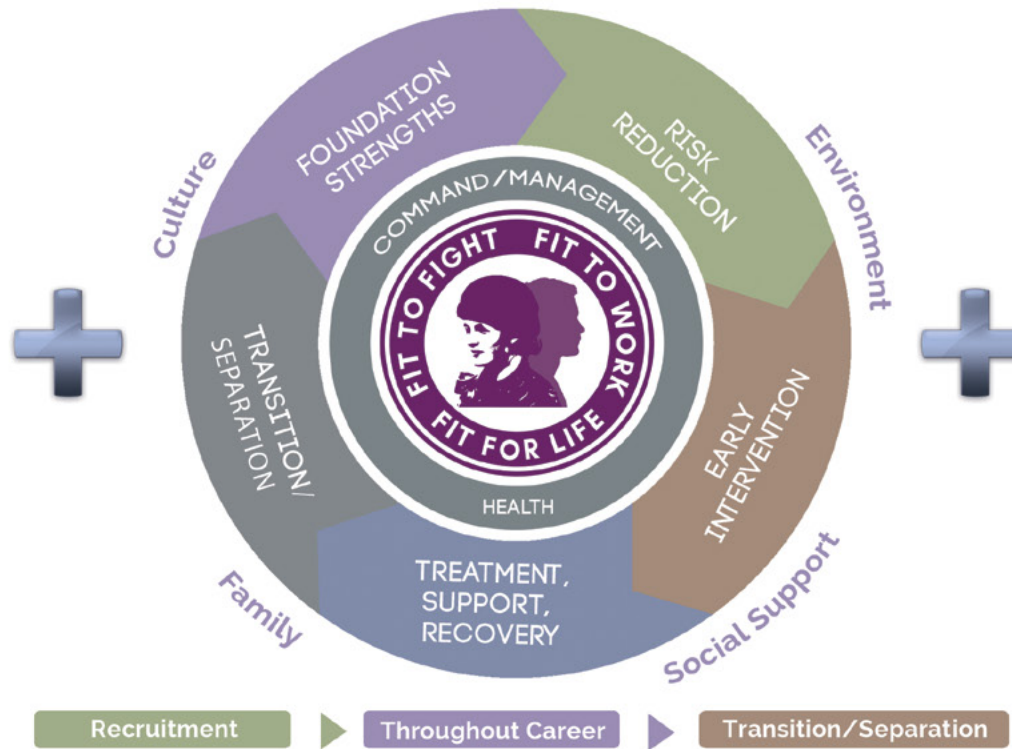 FOUNDATION
STRENGTHS
RISK
REDUCTION
EARLY
INTERVENTION
TREATMENT,
SUPPORT,
RECOVERY
TRANSITION/
SEPARATION
Culture
Environment
Social Support
Family
COMMAND/MANAGEMENT
HEALTH
FIT TO FIGHT
FIT TO WORK
FIT FOR LIFE
Recruitment
Throughout Career
Transition/Separation